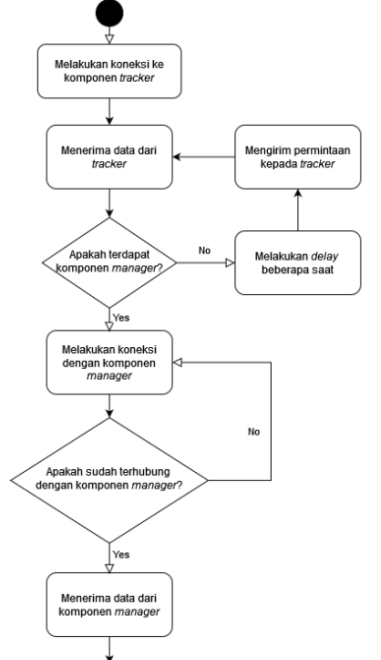 Melakukan koneksi ke
komponen tracker
Menerima data dari
tracker
Mengirim permintaan
kepada tracker
Apakah terdapat
komponen manager?
No
Melakukan delay
beberapa saat
Yes
Melakukan koneksi
dengan komponen
manager
No
Apakah sudah terhubung
dengan komponen manager?
Yes
Menerima data dari
komponen manager